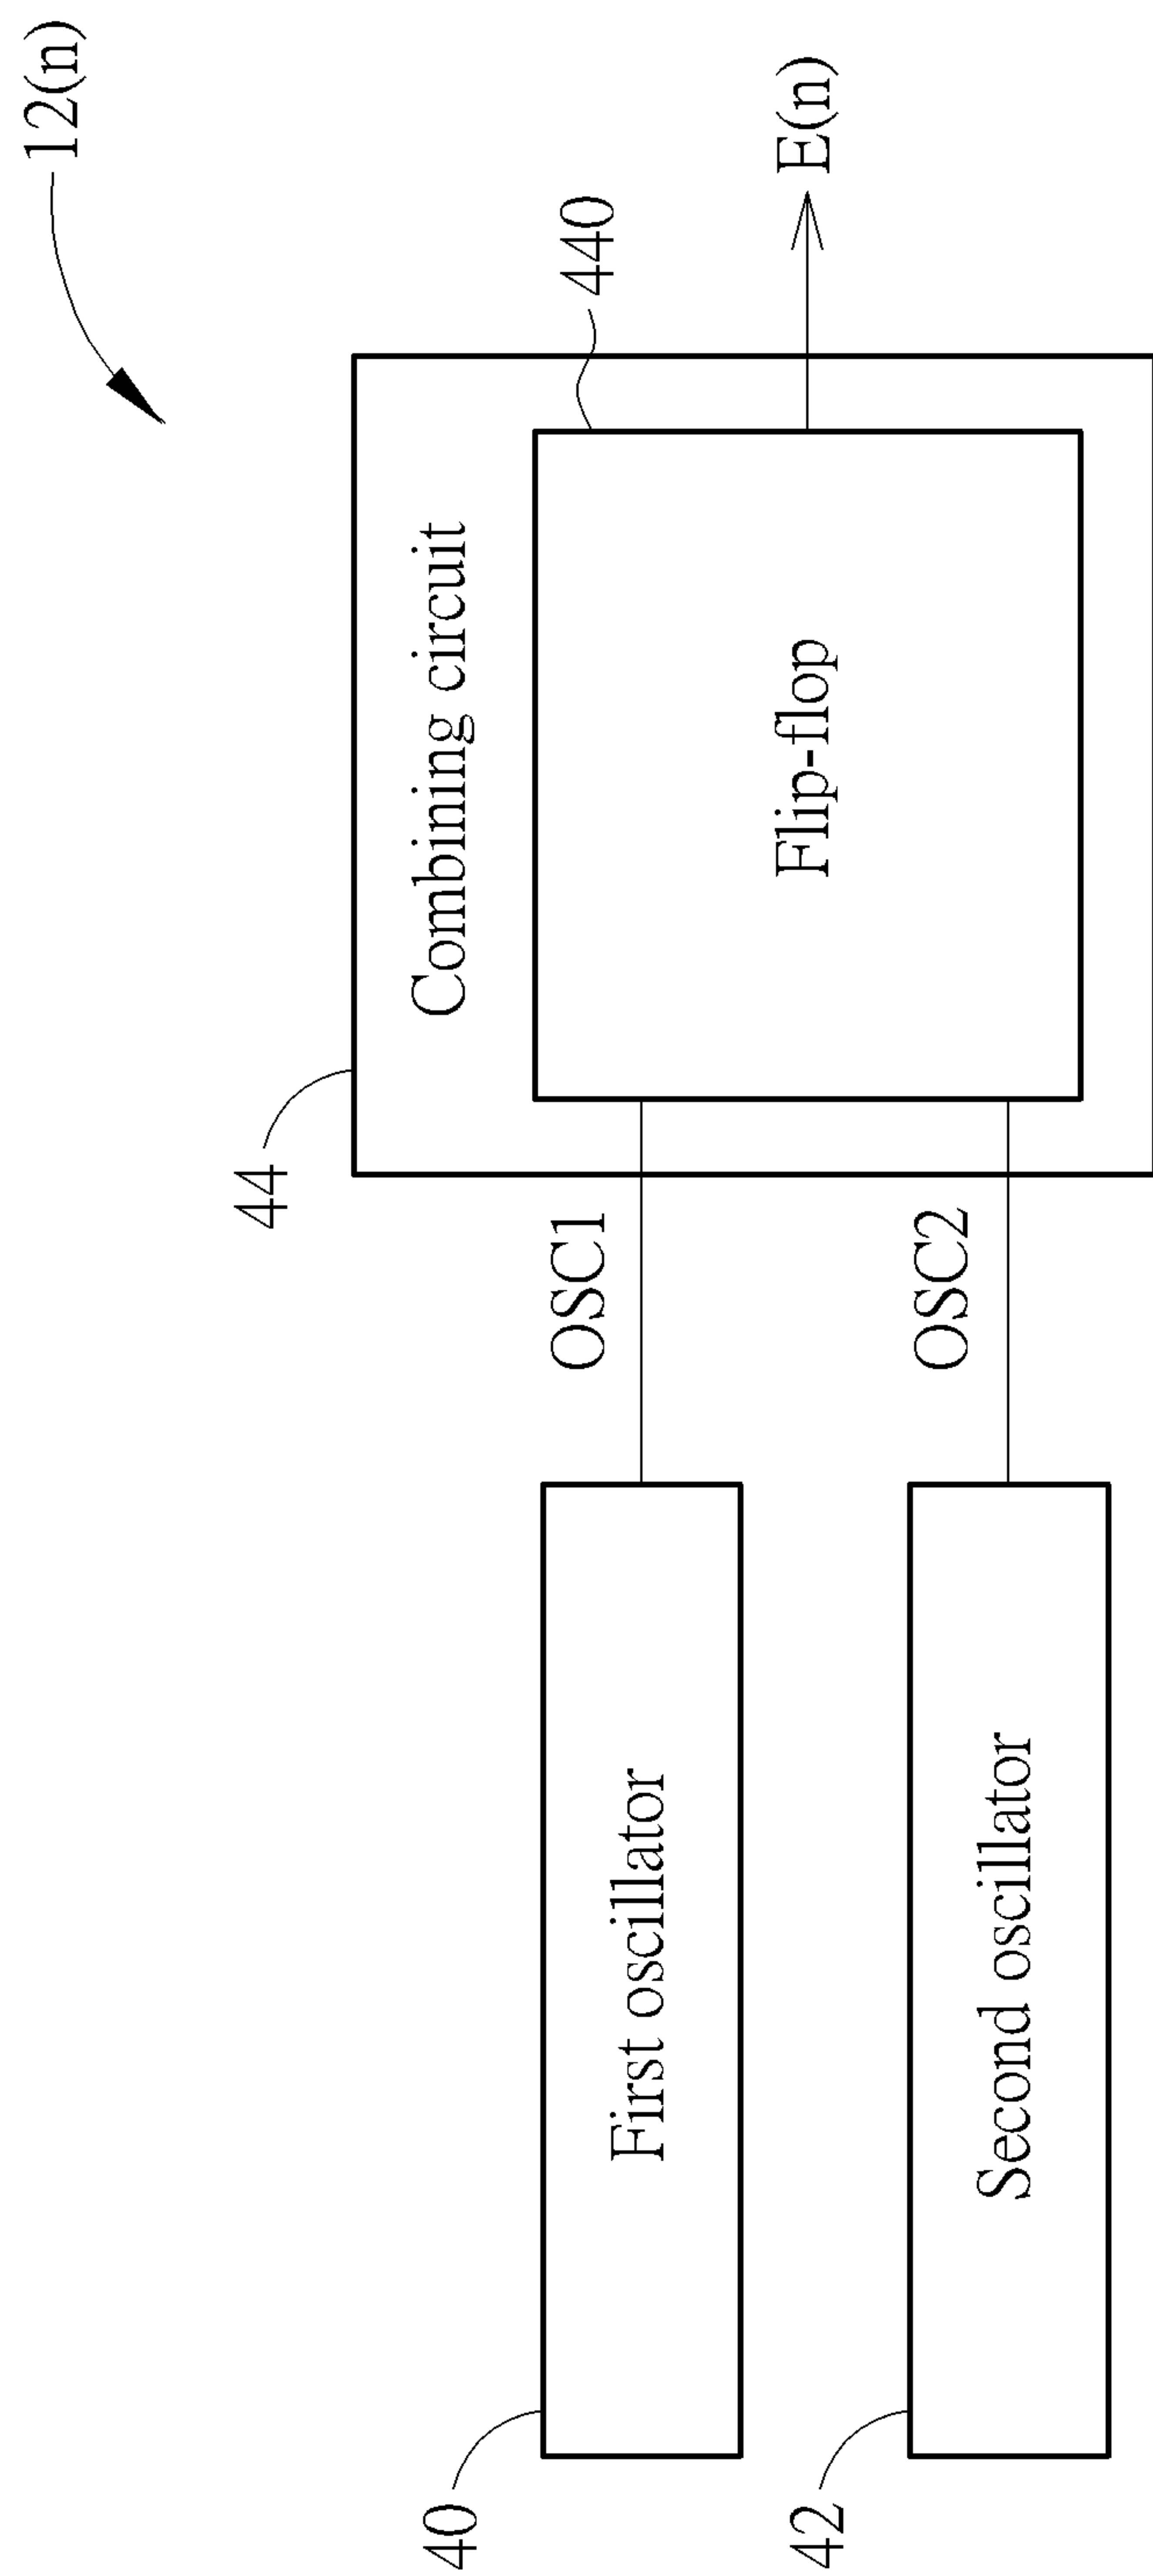 12(n)
44
Combining circuit
440
40
First oscillator
OSC1
Flip-flop
E(n)
42
Second oscillator
OSC2